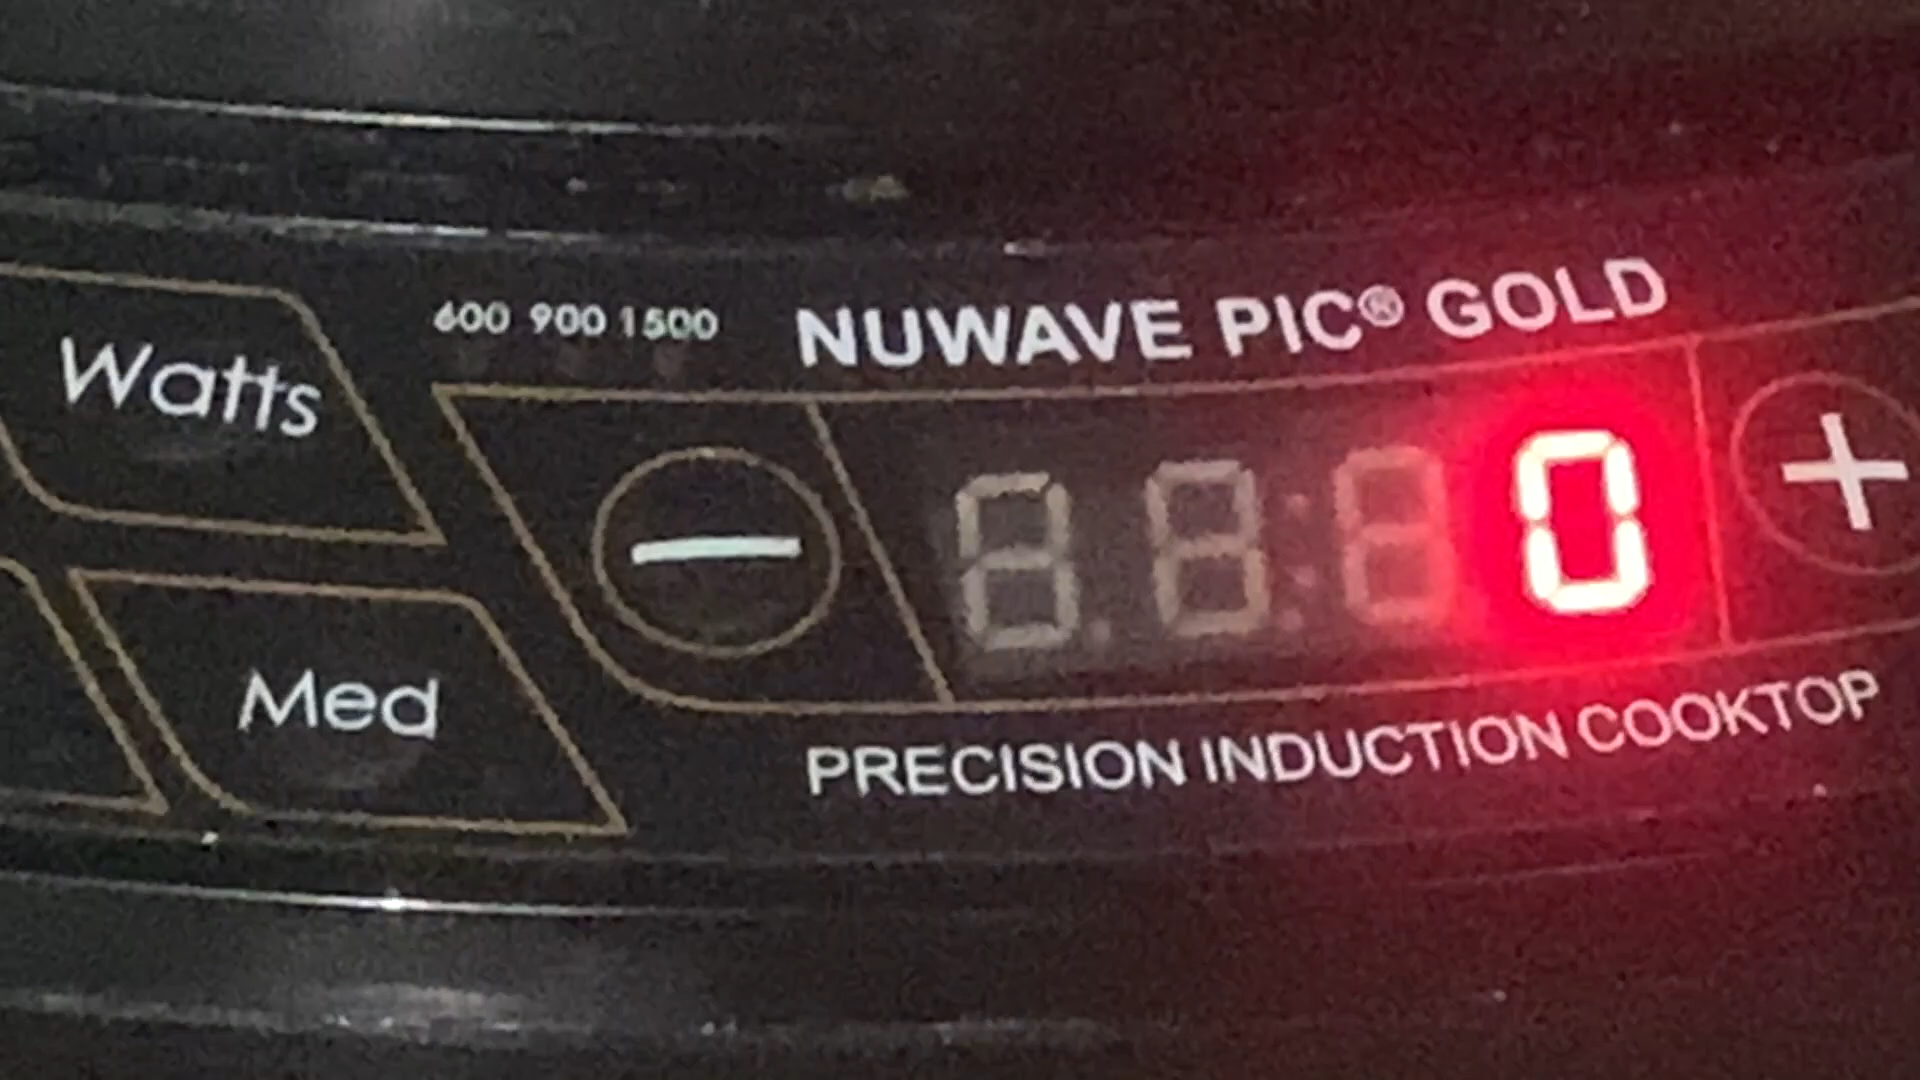 600 900 1500
NUWAVE PIC® GOLD
Watts
− 0 +
Med
PRECISION INDUCTION COOKTOP